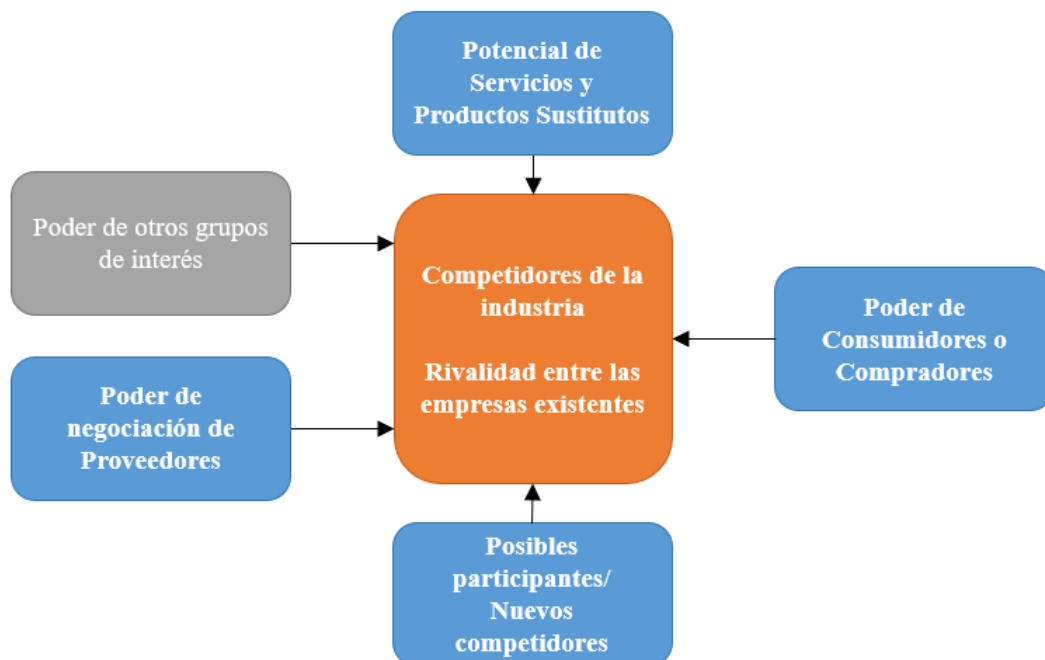 Potencial de
Servicios y
Productos Sustitutos
Poder de otros grupos
de interés
Competidores de la
industria
Rivalidad entre las
empresas existentes
Poder de
Consumidores o
Compradores
Poder de
negociación de
Proveedores
Posibles
participantes/
Nuevos
competidores